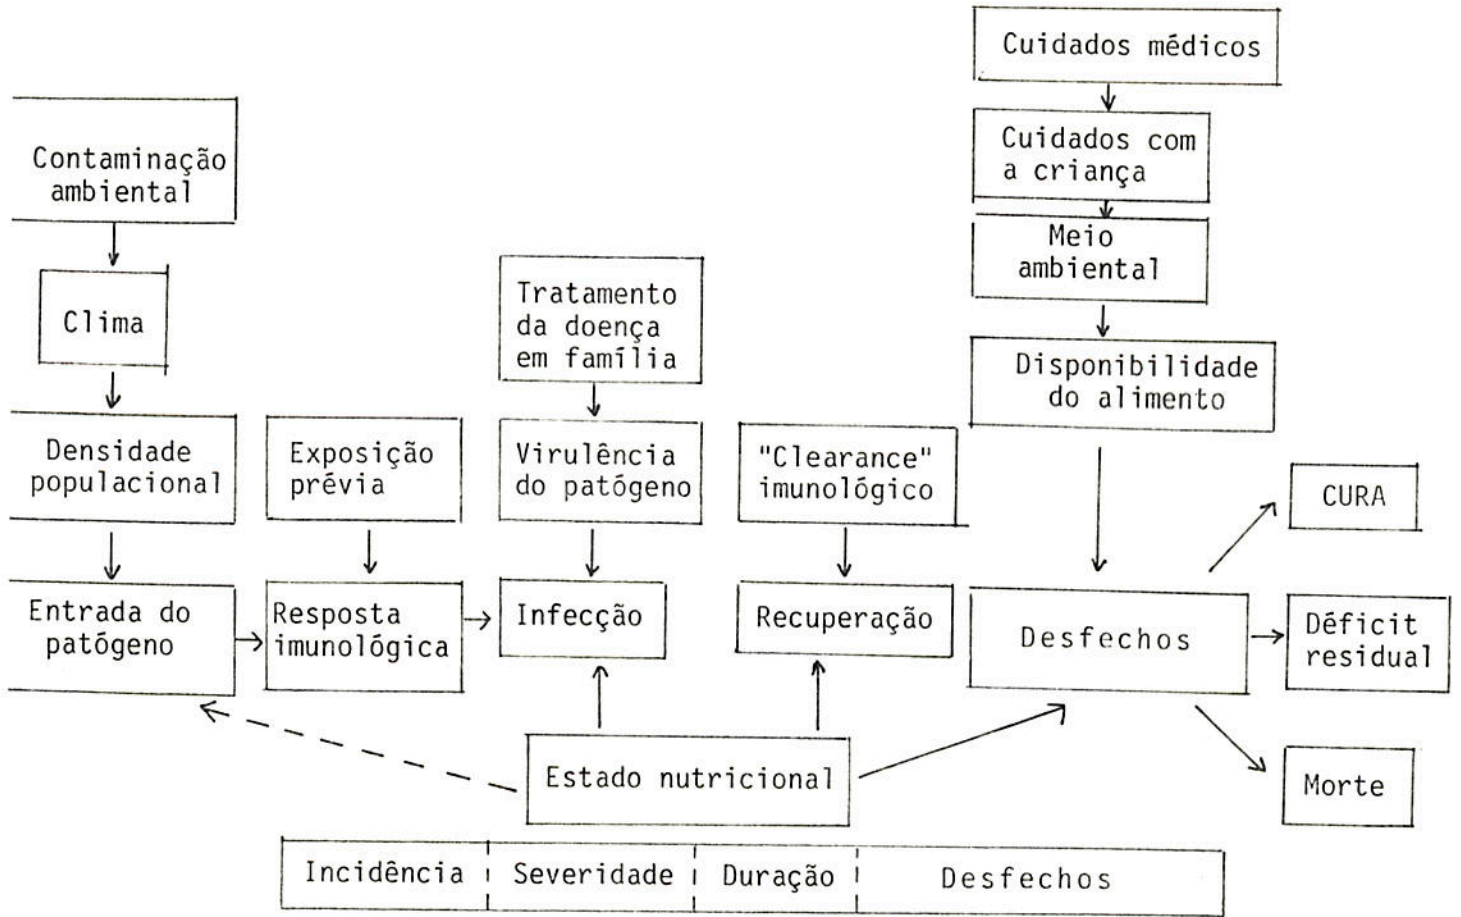 Cuidados médicos
Contaminação
ambiental
Cuidados com
a criança
Meio
ambiental
Clima
Tratamento
da doença
em família
Disponibilidade
do alimento
Densidade
populacional
Exposição
prévia
Virulência
do patógeno
"Clearance"
imunológico
CURA
Entrada do
patógeno
Resposta
imunológica
Infecção
Recuperação
Desfechos
Déficit
residual
Estado nutricional
Morte
Incidência
Severidade
Duração
Desfechos